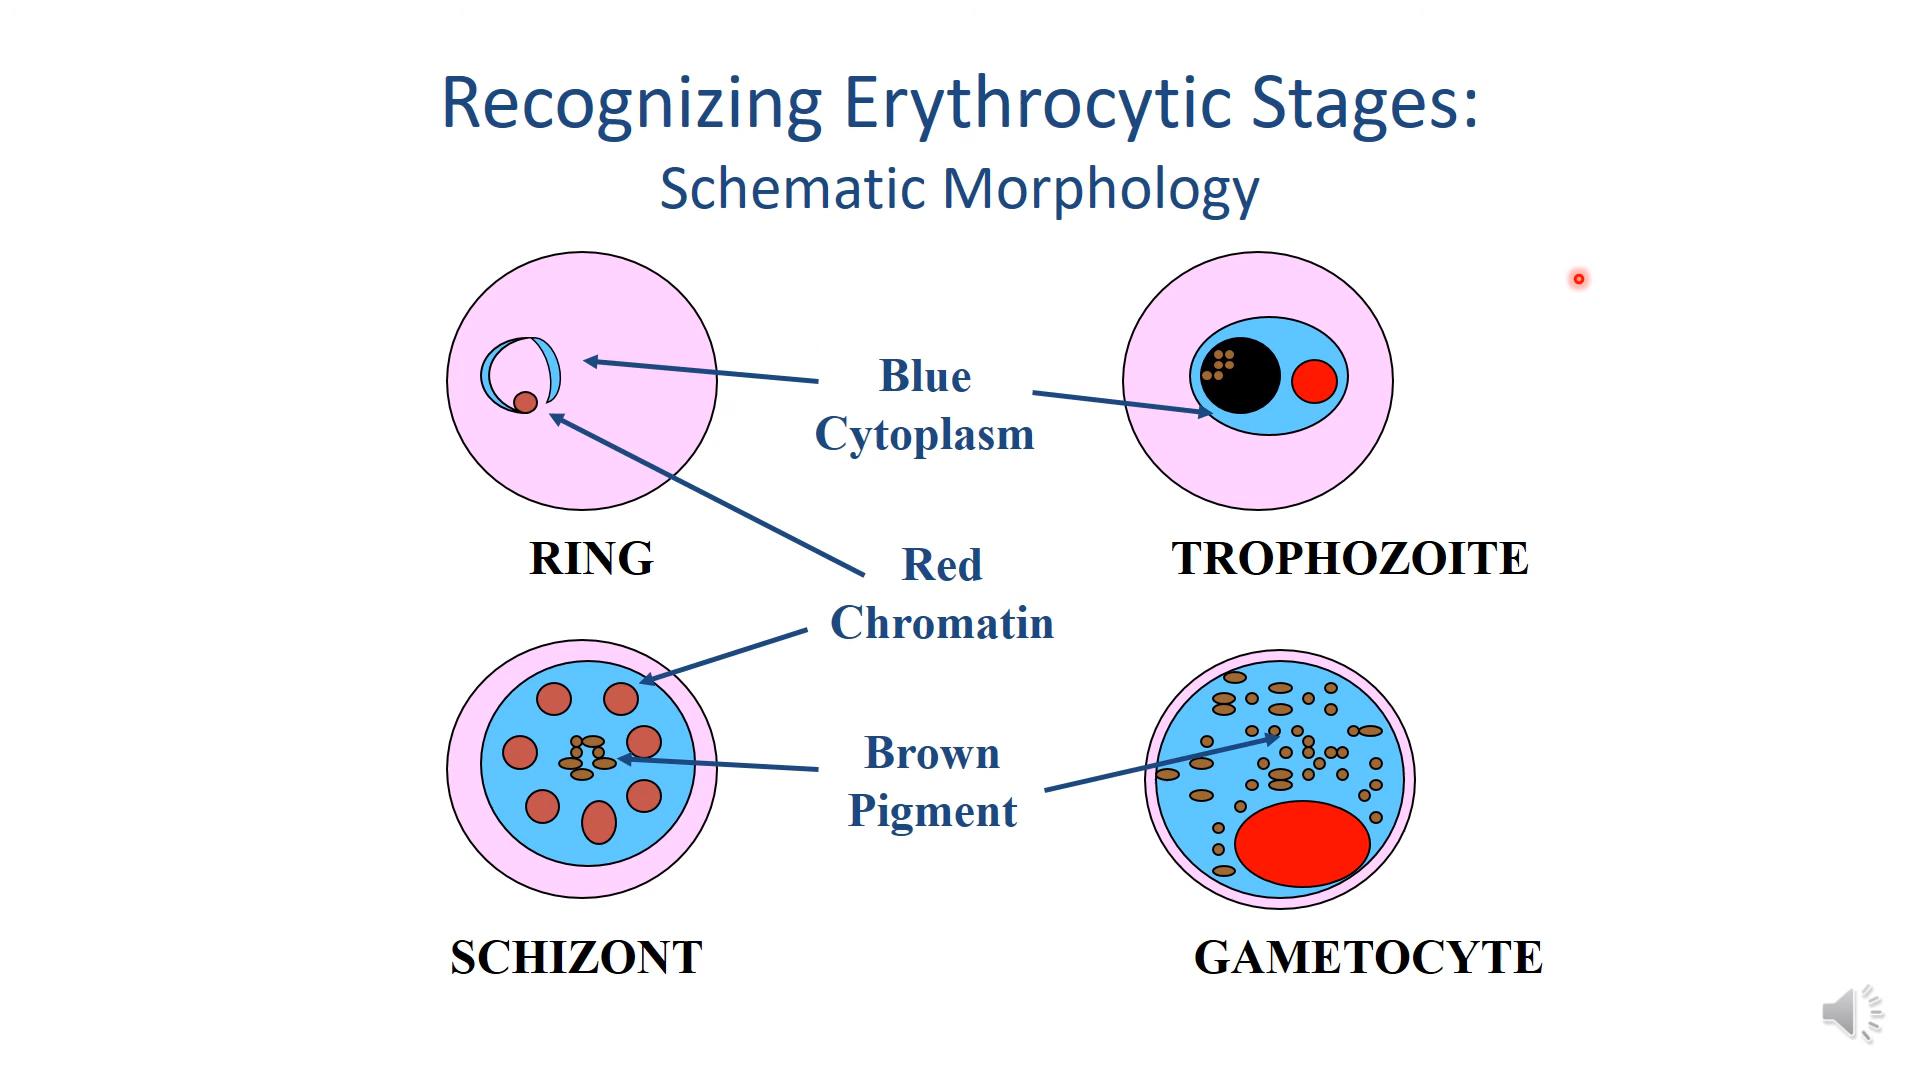 Recognizing Erythrocytic Stages:
Schematic Morphology
Blue
Cytoplasm
RING
TROPHOZOITE
Red
Chromatin
Brown
Pigment
SCHIZONT
GAMETOCYTE